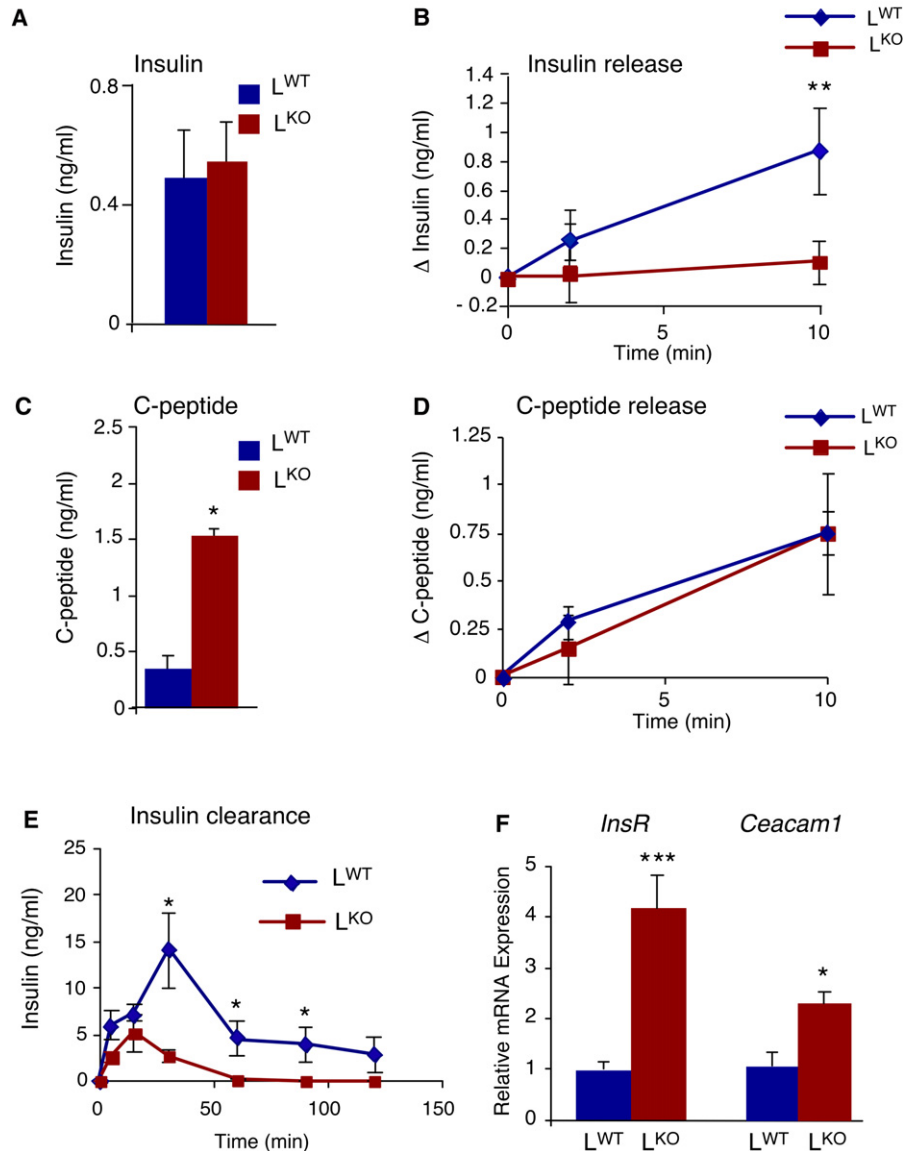 A
Insulin
L^WT
L^KO
Insulin (ng/ml)
0.8
0.4
0
B
L^WT
L^KO
Insulin release
**
Δ Insulin (ng/ml)
1.4
1.2
1
0.8
0.6
0.4
0.2
0
- 0.2
0
5
10
Time (min)
C
C-peptide
L^WT
L^KO
*
C-peptide (ng/ml)
2.5
2
1.5
1
0.5
0
D
C-peptide release
L^WT
L^KO
Δ C-peptide (ng/ml)
1.25
1
0.75
0.5
0.25
0
0
5
10
Time (min)
E
Insulin clearance
L^WT
L^KO
*
*
*
Insulin (ng/ml)
25
20
15
10
5
0
0
50
100
150
Time (min)
F
InsR
Ceacam1
***
*
Relative mRNA Expression
5
4
3
2
1
0
L^WT L^KO L^WT L^KO